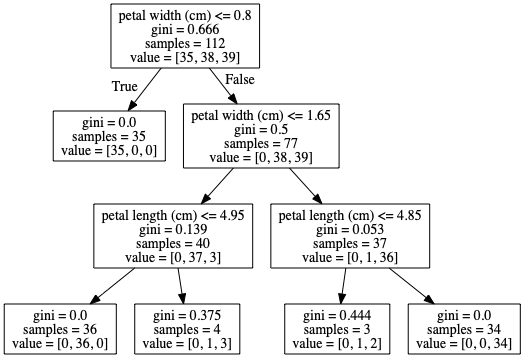 petal width (cm) <= 0.8
gini = 0.666
samples = 112
value = [35, 38, 39]
True
False
gini = 0.0
samples = 35
value = [35, 0, 0]
petal width (cm) <= 1.65
gini = 0.5
samples = 77
value = [0, 38, 39]
petal length (cm) <= 4.95
gini = 0.139
samples = 40
value = [0, 37, 3]
petal length (cm) <= 4.85
gini = 0.053
samples = 37
value = [0, 1, 36]
gini = 0.0
samples = 36
value = [0, 36, 0]
gini = 0.375
samples = 4
value = [0, 1, 3]
gini = 0.444
samples = 3
value = [0, 1, 2]
gini = 0.0
samples = 34
value = [0, 0, 34]